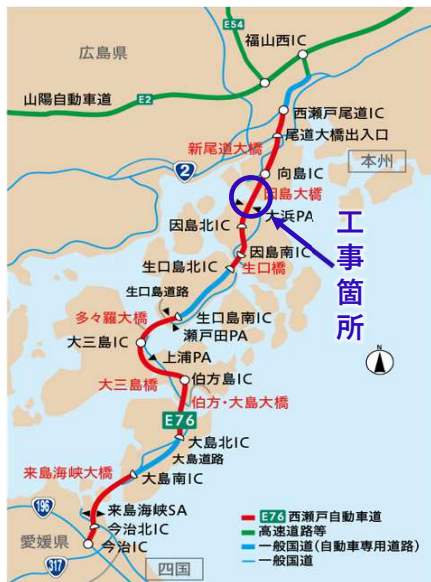 E54
福山西IC
広島県
山陽自動車道
E2
西瀬戸尾道IC
尾道大橋出入口
新尾道大橋
2
向島IC
本州
因島大橋
大浜PA
因島北IC
工事箇所
因島南IC
生口島北IC
生口橋
生口島道路
多々羅大橋
生口島南IC
瀬戸田PA
大三島IC
上浦PA
N
大三島橋
伯方島IC
伯方・大島大橋
E76
大島北IC
大島道路
来島海峡大橋
大島南IC
196
来島海峡SA
今治北IC
愛媛県
今治IC
317
四国
E76 西瀬戸自動車道
高速道路等
一般国道(自動車専用道路)
一般国道